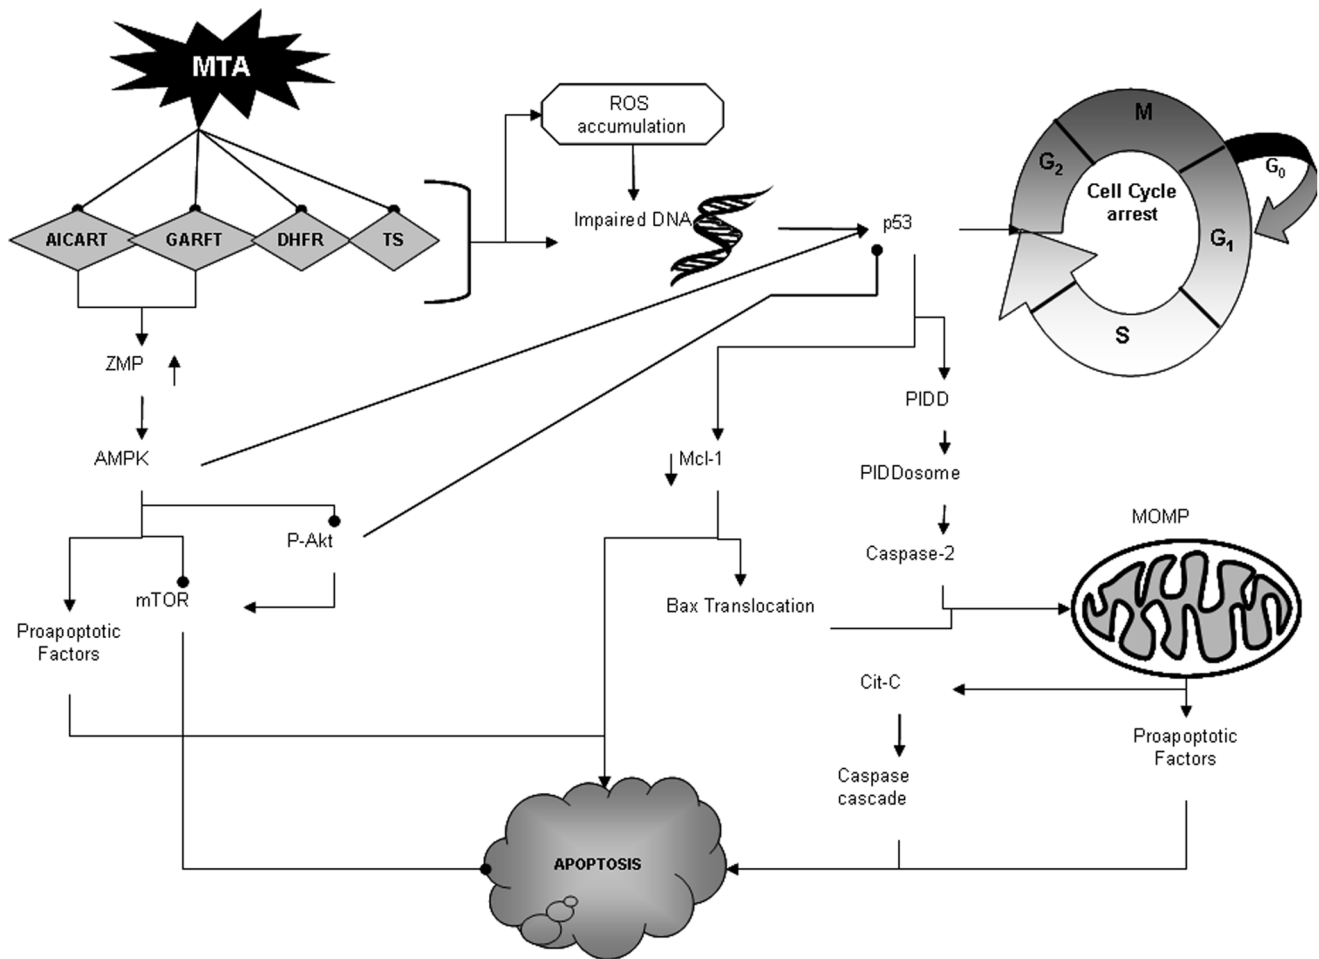 MTA
ROS
accumulation
M
G2
G0
Cell Cycle
arrest
AICART
GARFT
DHFR
TS
Impaired DNA
p53
G1
S
ZMP
PIDD
AMPK
Mcl-1
PIDDosome
MOMP
P-Akt
Caspase-2
mTOR
Bax Translocation
Proapoptotic
Factors
Cit-C
Proapoptotic
Factors
Caspase
cascade
APOPTOSIS